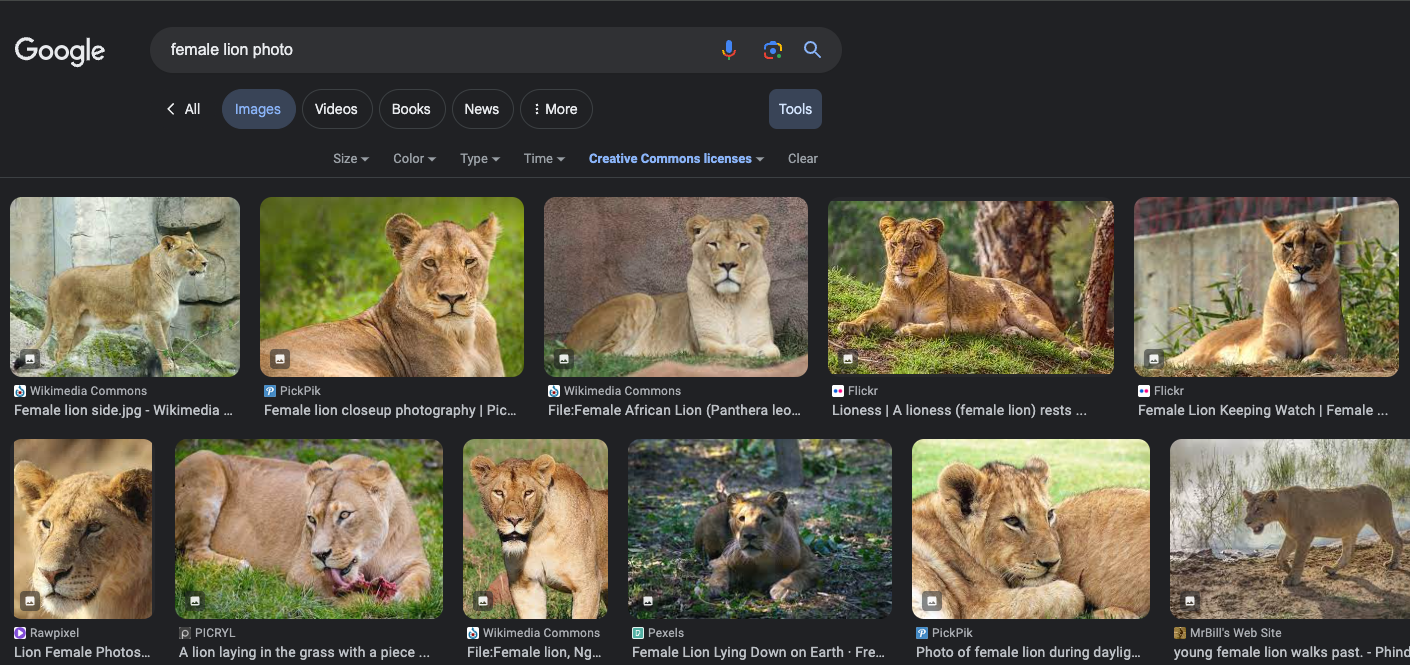 Google
female lion photo
All
Images
Videos
Books
News
More
Tools
Size
Color
Type
Time
Creative Commons licenses
Clear
Wikimedia Commons
Female lion side.jpg - Wikimedia ...
PickPik
Female lion closeup photography | Pic...
Wikimedia Commons
File:Female African Lion (Panthera leo...
Flickr
Lioness | A lioness (female lion) rests ...
Flickr
Female Lion Keeping Watch | Female ...
Rawpixel
Lion Female Photos...
PICRYL
A lion laying in the grass with a piece ...
Wikimedia Commons
File:Female lion, Ng...
Pexels
Female Lion Lying Down on Earth · Fre...
PickPik
Photo of female lion during daylig...
MrBill's Web Site
young female lion walks past. - Phind